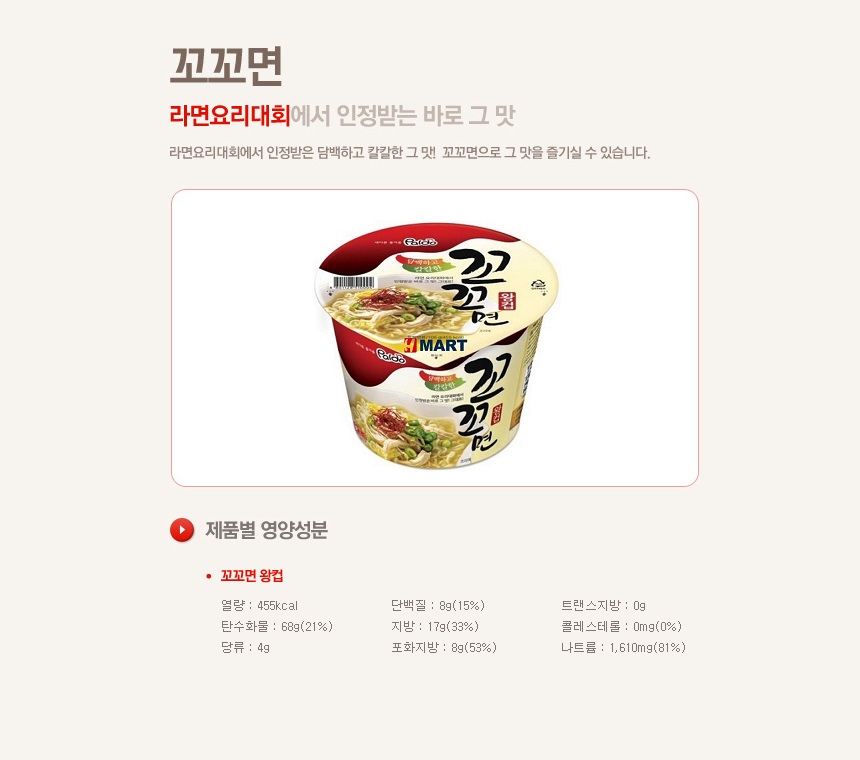 꼬꼬면
라면요리대회에서 인정받는 바로 그 맛
라면요리대회에서 인정받은 담백하고 칼칼한 그 맛! 꼬꼬면으로 그 맛을 즐기실 수 있습니다.
Paldo
담백하고
칼칼한
꼬꼬면
왕컵
H MART
Paldo
담백하고
칼칼한
꼬꼬면
왕컵
제품별 영양성분
꼬꼬면 왕컵
열량 : 455kcal 단백질 : 8g(15%) 트랜스지방 : 0g
탄수화물 : 68g(21%) 지방 : 17g(33%) 콜레스테롤 : 0mg(0%)
당류 : 4g 포화지방 : 8g(53%) 나트륨 : 1,610mg(81%)